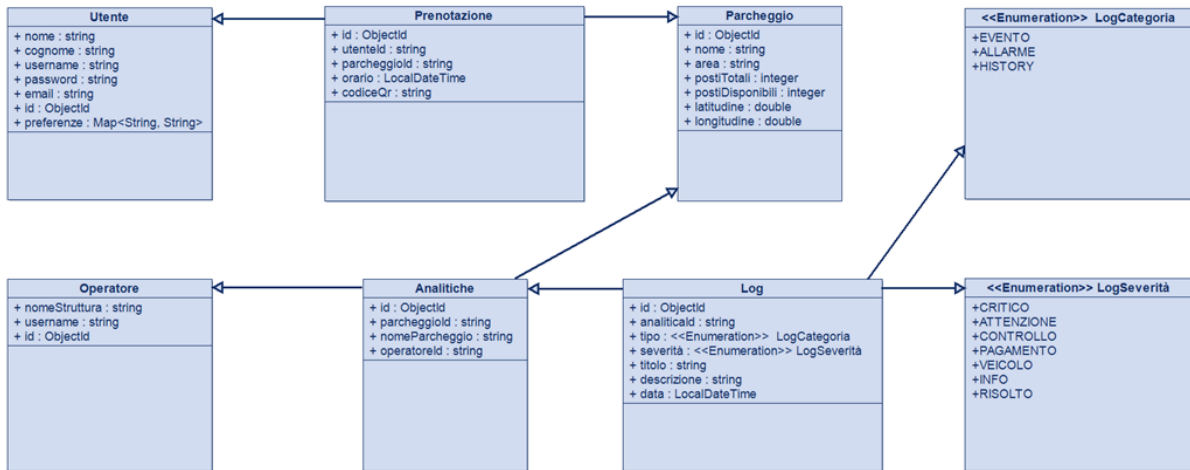 Utente
+ nome : string
+ cognome : string
+ username : string
+ password : string
+ email : string
+ id : ObjectId
+ preferenze : Map<String, String>
Prenotazione
+ id : ObjectId
+ utenteId : string
+ parcheggioId : string
+ orario : LocalDateTime
+ codiceQr : string
Parcheggio
+ id : ObjectId
+ nome : string
+ area : string
+ postiTotali : integer
+ postiDisponibili : integer
+ latitudine : double
+ longitudine : double
<<Enumeration>> LogCategoria
+EVENTO
+ALLARME
+HISTORY
Operatore
+ nomeStruttura : string
+ username : string
+ id : ObjectId
Analitiche
+ id : ObjectId
+ parcheggioId : string
+ nomeParcheggio : string
+ operatoreId : string
Log
+ id : ObjectId
+ analiticaId : string
+ tipo : <<Enumeration>> LogCategoria
+ severità : <<Enumeration>> LogSeverità
+ titolo : string
+ descrizione : string
+ data : LocalDateTime
<<Enumeration>> LogSeverità
+CRITICO
+ATTENZIONE
+CONTROLLO
+PAGAMENTO
+VEICOLO
+INFO
+RISOLTO